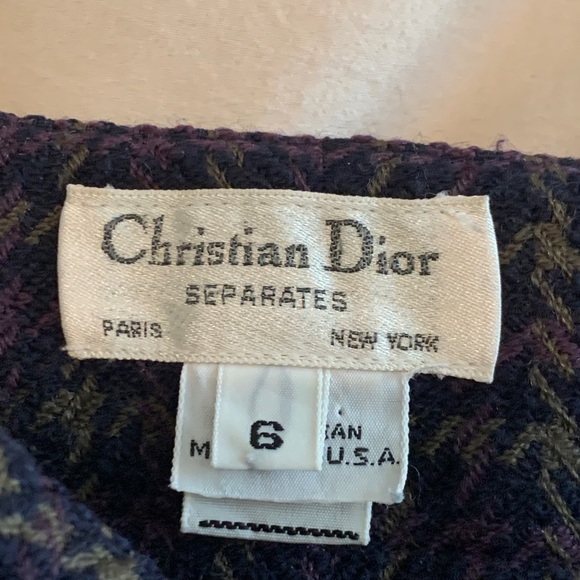 Christian Dior
SEPARATES
PARIS NEW YORK
6
U.S.A.